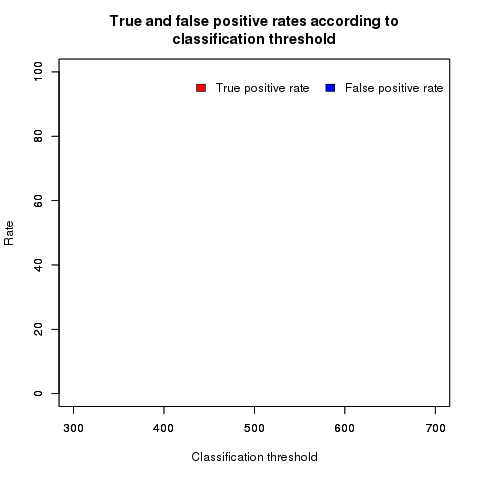 True and false positive rates according to
classification threshold
True positive rate
False positive rate
Rate
100
80
60
40
20
0
300
400
500
600
700
Classification threshold